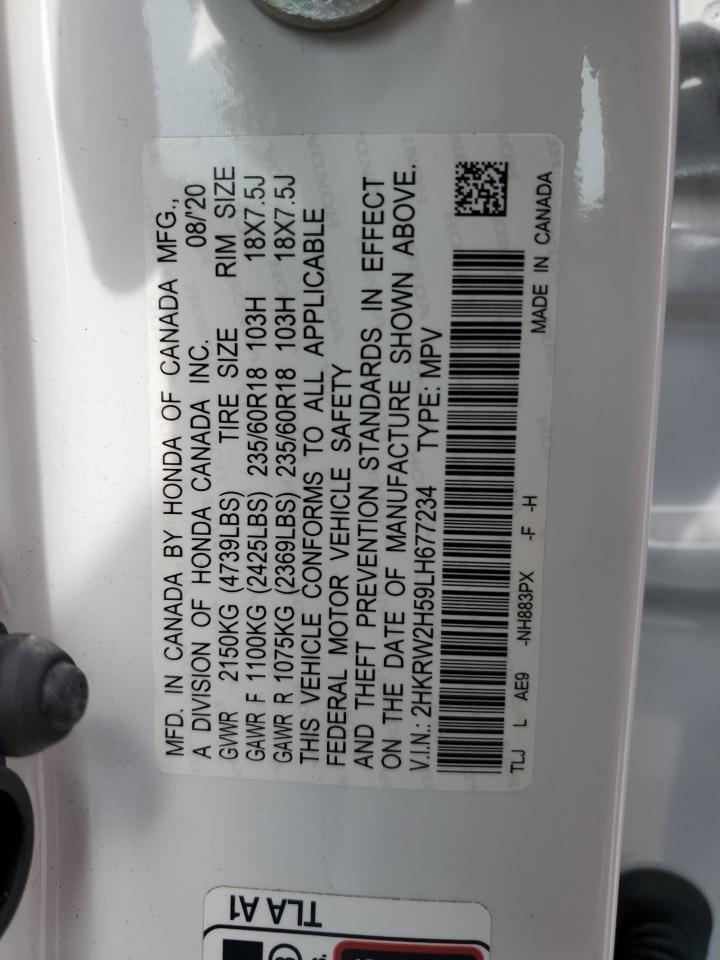 MFD. IN CANADA BY HONDA OF CANADA MFG.,
A DIVISION OF HONDA CANADA INC. 08/'20
GVWR 2150KG (4739LBS) TIRE SIZE RIM SIZE
GAWR F 1100KG (2425LBS) 235/60R18 103H 18X7.5J
GAWR R 1075KG (2369LBS) 235/60R18 103H 18X7.5J
THIS VEHICLE CONFORMS TO ALL APPLICABLE
FEDERAL MOTOR VEHICLE SAFETY
AND THEFT PREVENTION STANDARDS IN EFFECT
ON THE DATE OF MANUFACTURE SHOWN ABOVE.
V.I.N.: 2HKRW2H59LH677234 TYPE: MPV
TLJ L AE9 -NH883PX -F -H MADE IN CANADA
TLA A1